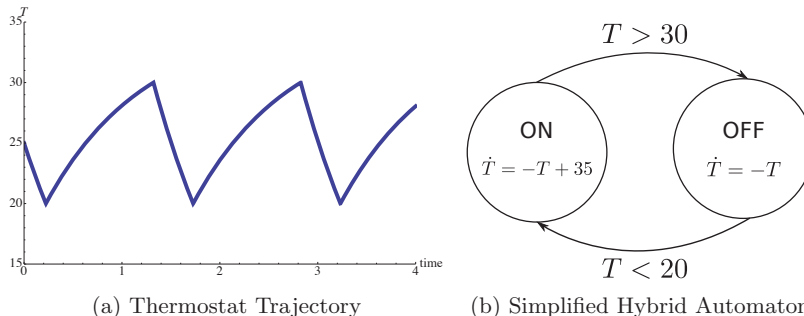 T
35
30
25
20
15
0
1
2
3
4
time
(a) Thermostat Trajectory
T > 30
ON
Ṫ = −T + 35
OFF
Ṫ = −T
T < 20
(b) Simplified Hybrid Automaton